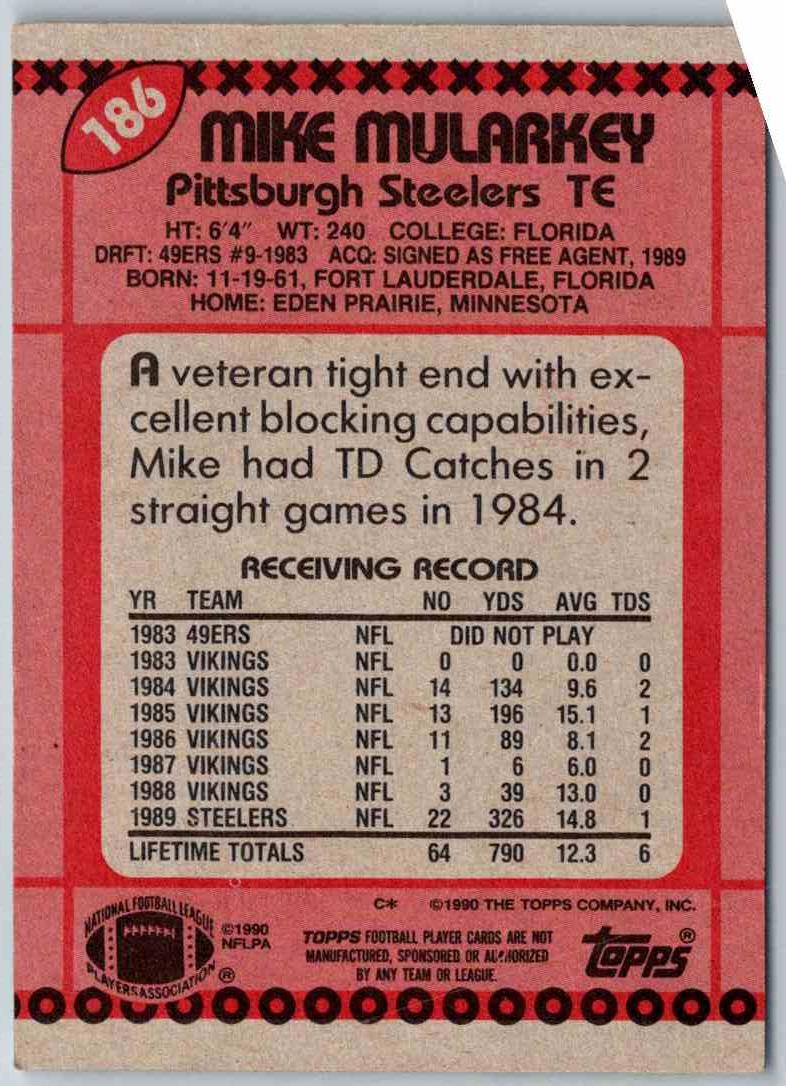 186
MIKE MULARKEY
Pittsburgh Steelers TE
HT: 6'4" WT: 240 COLLEGE: FLORIDA
DRFT: 49ERS #9-1983 ACQ: SIGNED AS FREE AGENT, 1989
BORN: 11-19-61, FORT LAUDERDALE, FLORIDA
HOME: EDEN PRAIRIE, MINNESOTA
A veteran tight end with ex-
cellent blocking capabilities,
Mike had TD Catches in 2
straight games in 1984.
RECEIVING RECORD
YR TEAM NO YDS AVG TDS
1983 49ERS NFL DID NOT PLAY
1983 VIKINGS NFL 0 0 0.0 0
1984 VIKINGS NFL 14 134 9.6 2
1985 VIKINGS NFL 13 196 15.1 1
1986 VIKINGS NFL 11 89 8.1 2
1987 VIKINGS NFL 1 6 6.0 0
1988 VIKINGS NFL 3 39 13.0 0
1989 STEELERS NFL 22 326 14.8 1
LIFETIME TOTALS 64 790 12.3 6
C* ©1990 THE TOPPS COMPANY, INC.
NATIONAL FOOTBALL LEAGUE
PLAYERS ASSOCIATION ®
©1990
NFLPA
TOPPS FOOTBALL PLAYER CARDS ARE NOT
MANUFACTURED, SPONSORED OR AUTHORIZED
BY ANY TEAM OR LEAGUE.
topps®